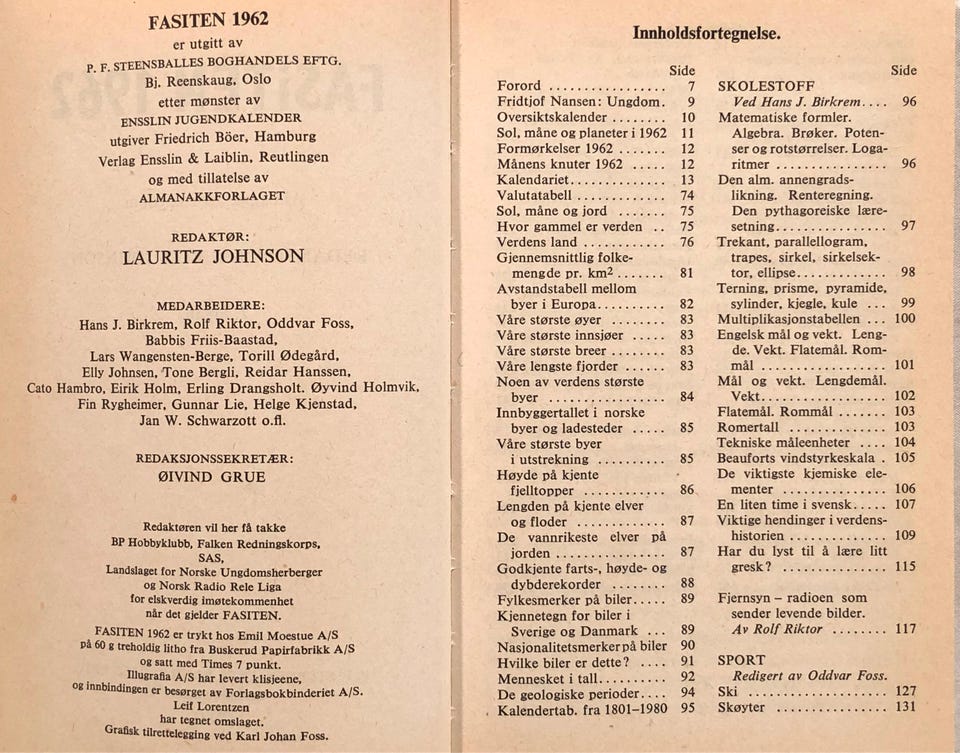 FASITEN 1962
er utgitt av
P. F. STEENSBALLES BOGHANDELS EFTG.
Bj. Reenskaug, Oslo
etter mønster av
ENSSLIN JUGENDKALENDER
utgiver Friedrich Böer, Hamburg
Verlag Ensslin & Laiblin, Reutlingen
og med tillatelse av
ALMANAKKFORLAGET
REDAKTØR:
LAURITZ JOHNSON
MEDARBEIDERE:
Hans J. Birkrem, Rolf Riktor, Oddvar Foss,
Babbis Friis-Baastad,
Lars Wangensten-Berge, Torill Ødegård,
Elly Johnsen, Tone Bergli, Reidar Hanssen,
Cato Hambro, Eirik Holm, Erling Drangsholt. Øyvind Holmvik,
Fin Rygheimer, Gunnar Lie, Helge Kjenstad,
Jan W. Schwarzott o.fl.
REDAKSJONSSEKRETÆR:
ØIVIND GRUE
Redaktøren vil her få takke
BP Hobbyklubb, Falken Redningskorps,
SAS,
Landslaget for Norske Ungdomsherberger
og Norsk Radio Rele Liga
for elskverdig imøtekommenhet
når det gjelder FASITEN.
FASITEN 1962 er trykt hos Emil Moestue A/S
på 60 g treholdig litho fra Buskerud Papirfabrikk A/S
og satt med Times 7 punkt.
Illugrafia A/S har levert klisjeene,
og innbindingen er besørget av Forlagsbokbinderiet A/S.
Leif Lorentzen
har tegnet omslaget.
Grafisk tilrettelegging ved Karl Johan Foss.
Innholdsfortegnelse.
Side
Forord ................ 7
Fridtjof Nansen: Ungdom. 9
Oversiktskalender ........ 10
Sol, måne og planeter i 1962 11
Formørkelser 1962 ....... 12
Månens knuter 1962 ..... 12
Kalendariet.............. 13
Valutatabell ............. 74
Sol, måne og jord ....... 75
Hvor gammel er verden .. 75
Verdens land ............ 76
Gjennemsnittlig folke-
mengde pr. km2 ....... 81
Avstandstabell mellom
byer i Europa.......... 82
Våre største øyer ........ 83
Våre største innsjøer ..... 83
Våre største breer ........ 83
Våre lengste fjorder ...... 83
Noen av verdens største
byer ................ 84
Innbyggertallet i norske
byer og ladesteder ..... 85
Våre største byer
i utstrekning .......... 85
Høyde på kjente
fjelltopper ............ 86
Lengden på kjente elver
og floder ............. 87
De vannrikeste elver på
jorden ................ 87
Godkjente farts-, høyde- og
dybderekorder ........ 88
Fylkesmerker på biler..... 89
Kjennetegn for biler i
Sverige og Danmark ... 89
Nasjonalitetsmerker på biler 90
Hvilke biler er dette? .... 91
Mennesket i tall.......... 92
De geologiske perioder.... 94
Kalendertab. fra 1801–1980 95
Side
SKOLESTOFF
Ved Hans J. Birkrem.... 96
Matematiske formler.
Algebra. Brøker. Poten-
ser og rotstørrelser. Loga-
ritmer ................ 96
Den alm. annengrads-
likning. Renteregning.
Den pythagoreiske lære-
setning................ 97
Trekant, parallellogram,
trapes, sirkel, sirkelsek-
tor, ellipse............. 98
Terning, prisme, pyramide,
sylinder, kjegle, kule ... 99
Multiplikasjonstabellen ... 100
Engelsk mål og vekt. Leng-
de. Vekt. Flatemål. Rom-
mål ................... 101
Mål og vekt. Lengdemål.
Vekt................... 102
Flatemål. Rommål ....... 103
Romertall .............. 103
Tekniske måleenheter .... 104
Beauforts vindstyrkeskala . 105
De viktigste kjemiske ele-
menter ............... 106
En liten time i svensk..... 107
Viktige hendinger i verdens-
historien .............. 109
Har du lyst til å lære litt
gresk? ............... 115
Fjernsyn – radioen som
sender levende bilder.
Av Rolf Riktor ........ 117
SPORT
Redigert av Oddvar Foss.
Ski .................... 127
Skøyter ................ 131